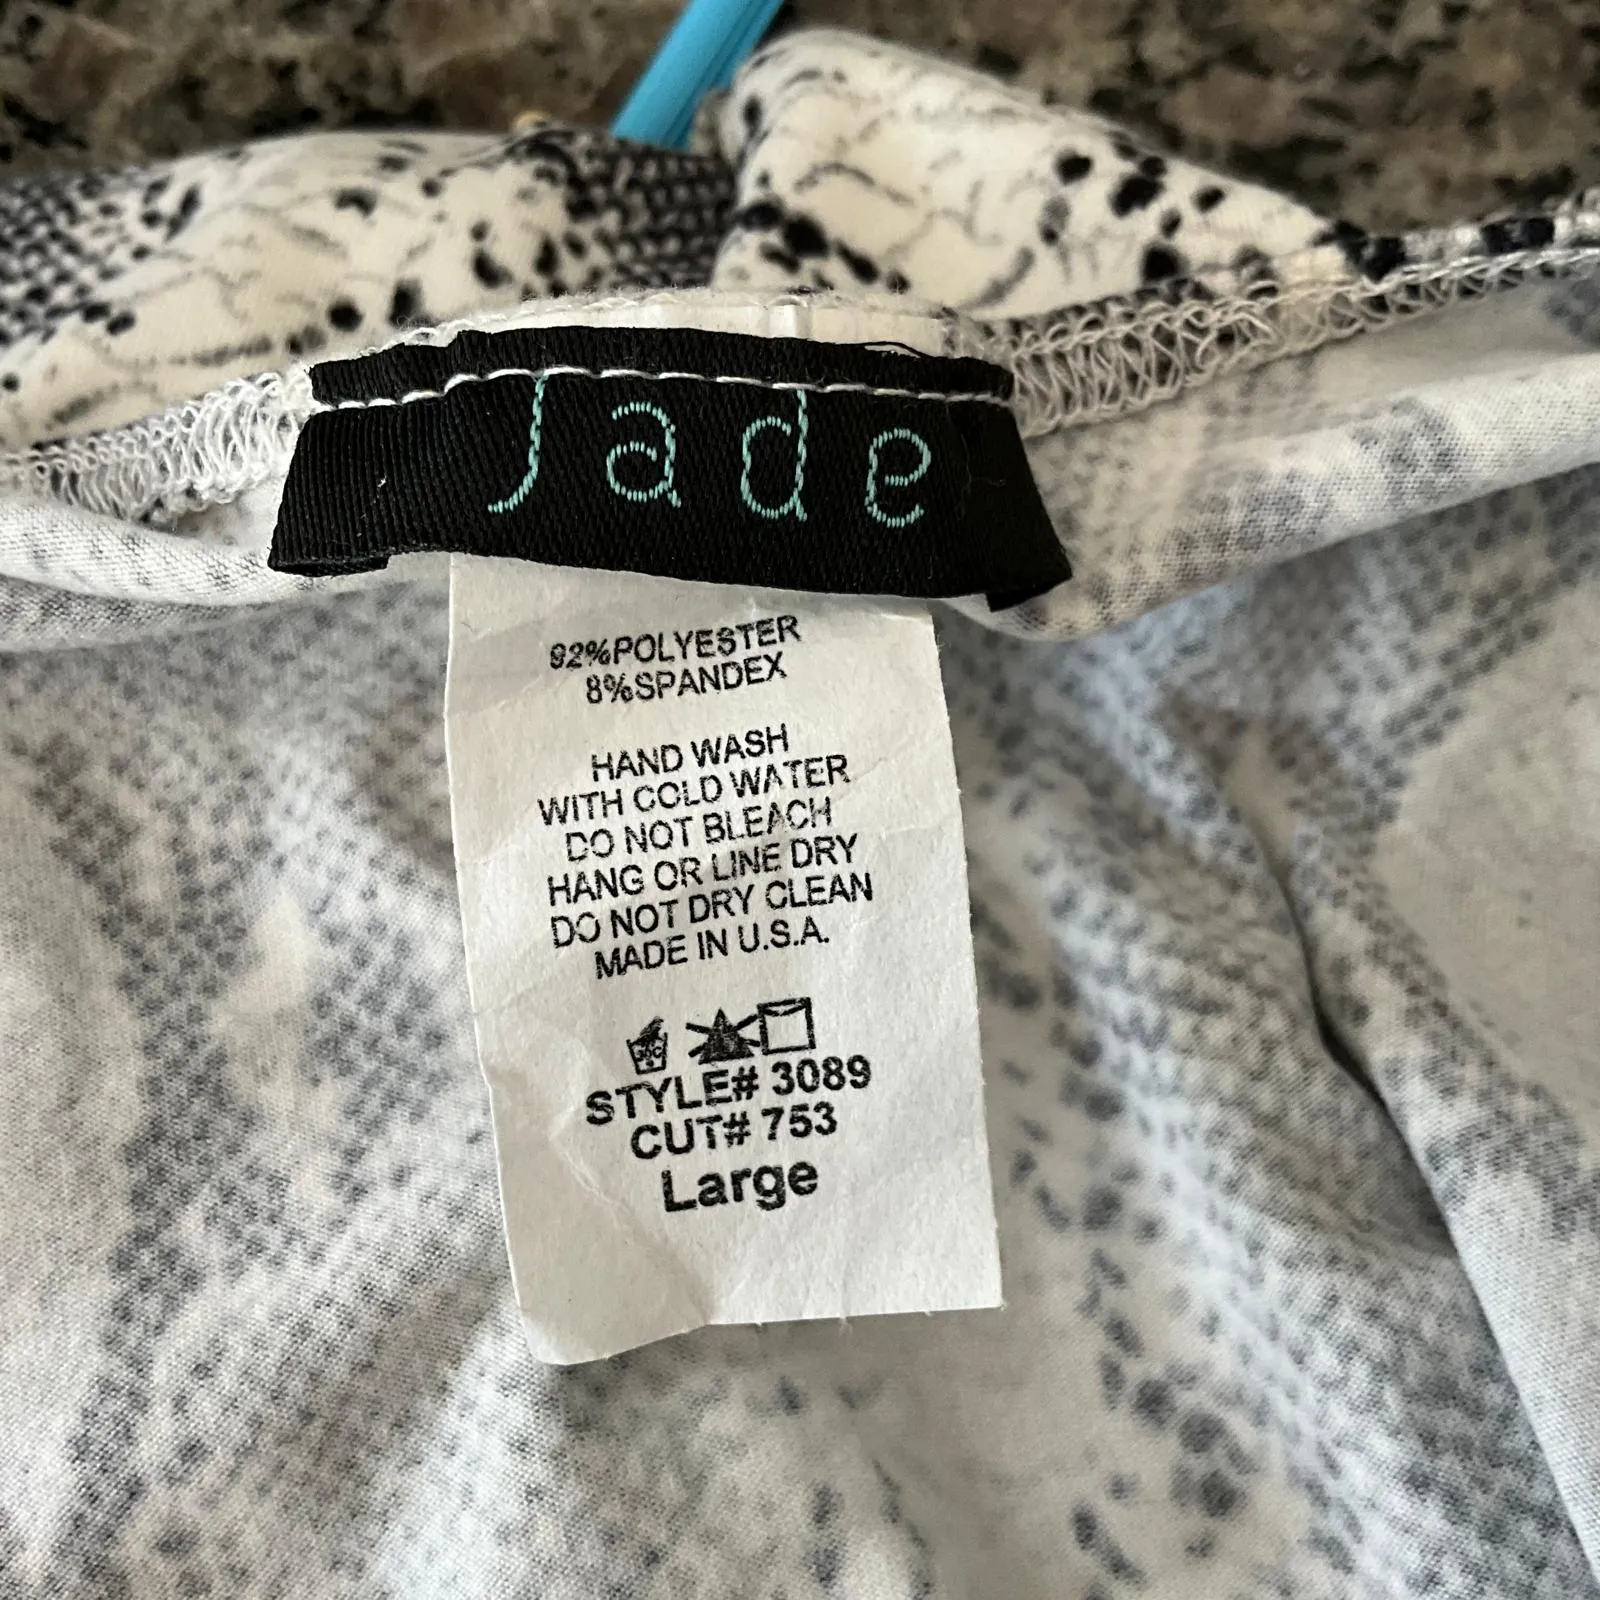 Jade
92%POLYESTER
8%SPANDEX
HAND WASH
WITH COLD WATER
DO NOT BLEACH
HANG OR LINE DRY
DO NOT DRY CLEAN
MADE IN U.S.A.
STYLE# 3089
CUT# 753
Large